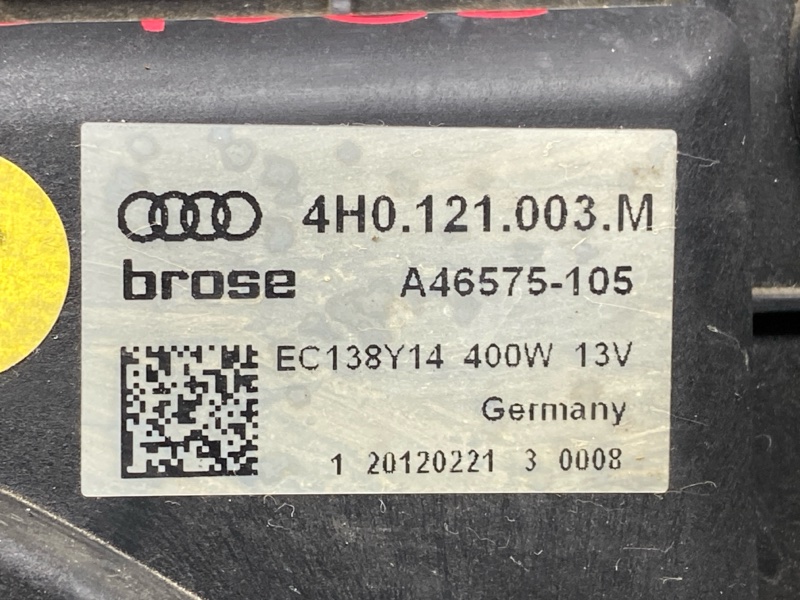 4H0.121.003.M
brose A46575-105
EC138Y14 400W 13V
Germany
1 20120221 3 0008